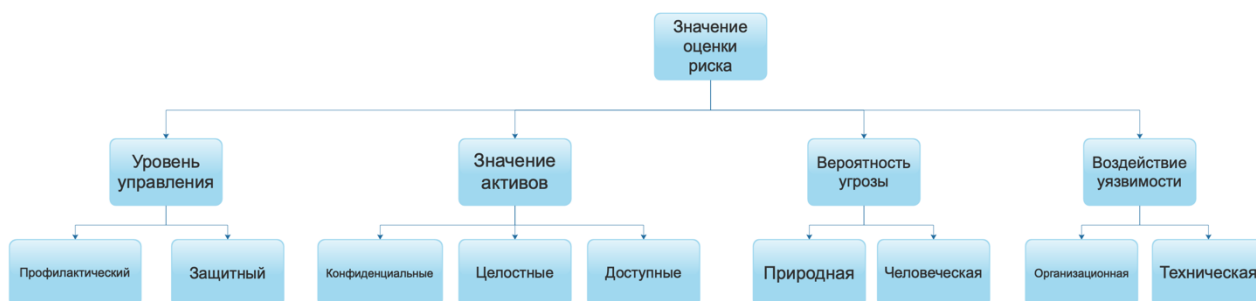 Значение
оценки
риска
Уровень
управления
Значение
активов
Вероятность
угрозы
Воздействие
уязвимости
Профилактический
Защитный
Конфиденциальные
Целостные
Доступные
Природная
Человеческая
Организационная
Техническая